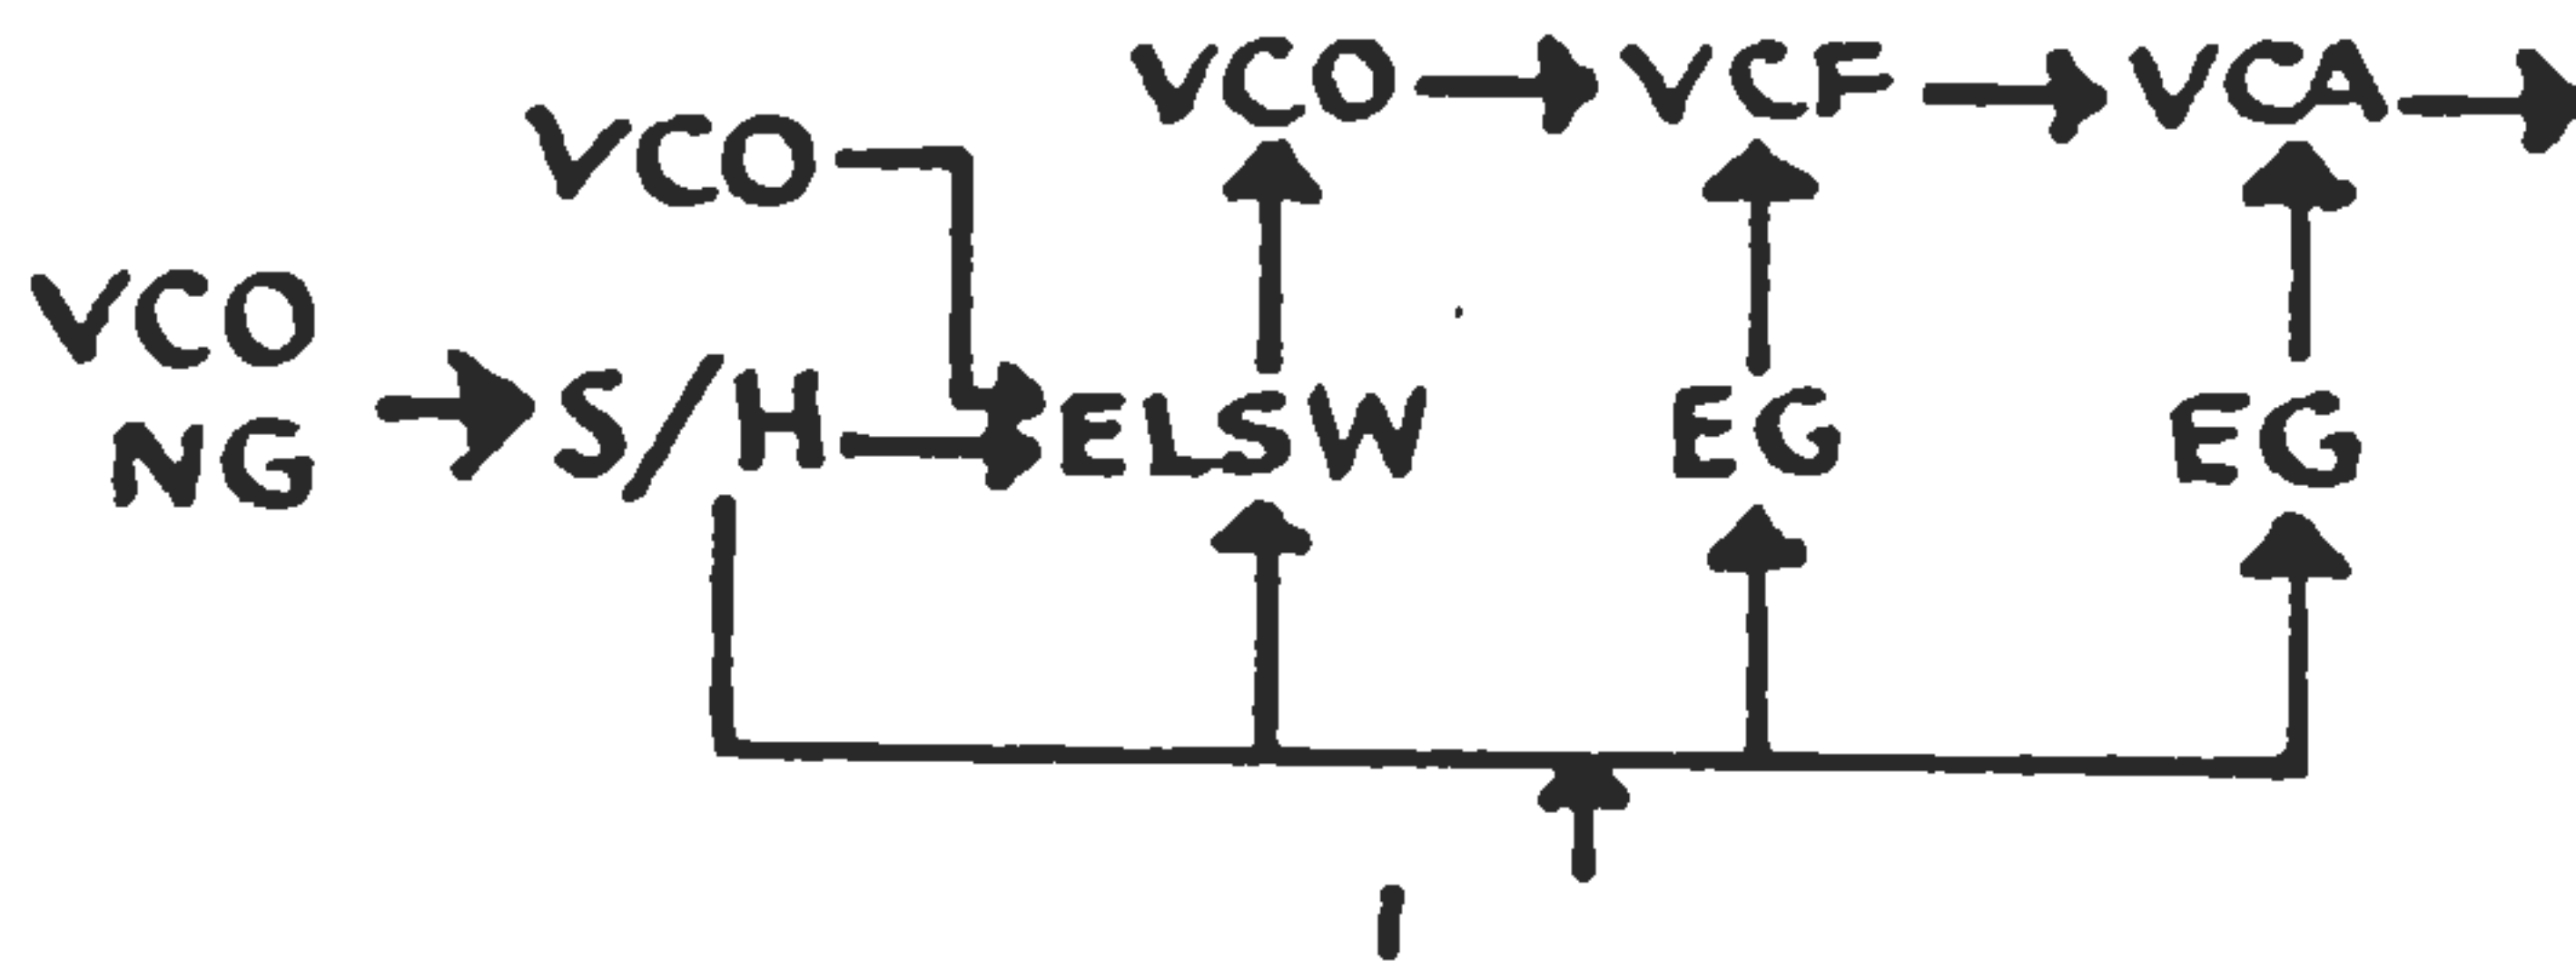 VCO → VCF → VCA →
VCO
VCO
NG → S/H → ELSW
EG
EG